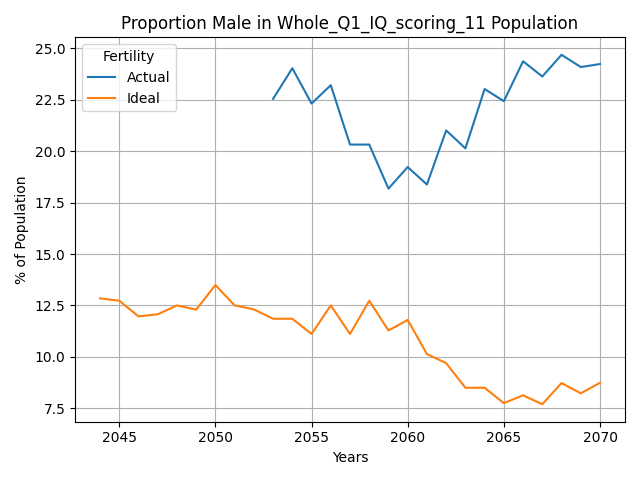 Proportion Male in Whole_Q1_IQ_scoring_11 Population
Fertility
Actual
Ideal
% of Population
25.0
22.5
20.0
17.5
15.0
12.5
10.0
7.5
2045 2050 2055 2060 2065 2070
Years